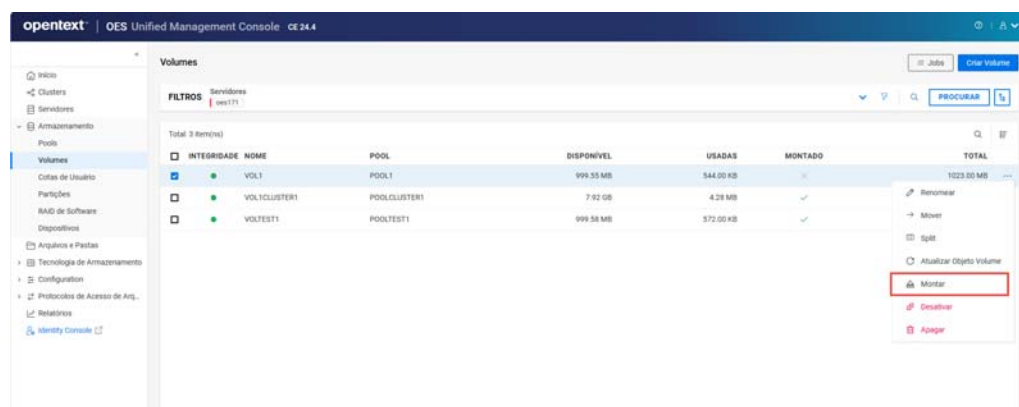 opentext™ | OES Unified Management Console CE 24.4
Volumes
Jobs
Criar Volume
Início
Clusters
Servidores
Armazenamento
Pools
Volumes
Cotas de Usuário
Partições
RAID de Software
Dispositivos
Arquivos e Pastas
Tecnologia de Armazenamento
Configuration
Protocolos de Acesso de Arq...
Relatórios
Identity Console
FILTROS Servidores
oes171
PROCURAR
Total 3 item(ns)
INTEGRIDADE NOME POOL DISPONÍVEL USADAS MONTADO TOTAL
VOL1 POOL1 999.55 MB 544.00 KB 1023.00 MB ...
VOL1CLUSTER1 POOLCLUSTER1 7.92 GB 4.28 MB
VOLTEST1 POOLTEST1 999.58 MB 572.00 KB
Renomear
Mover
Split
Atualizar Objeto Volume
Montar
Desativar
Apagar